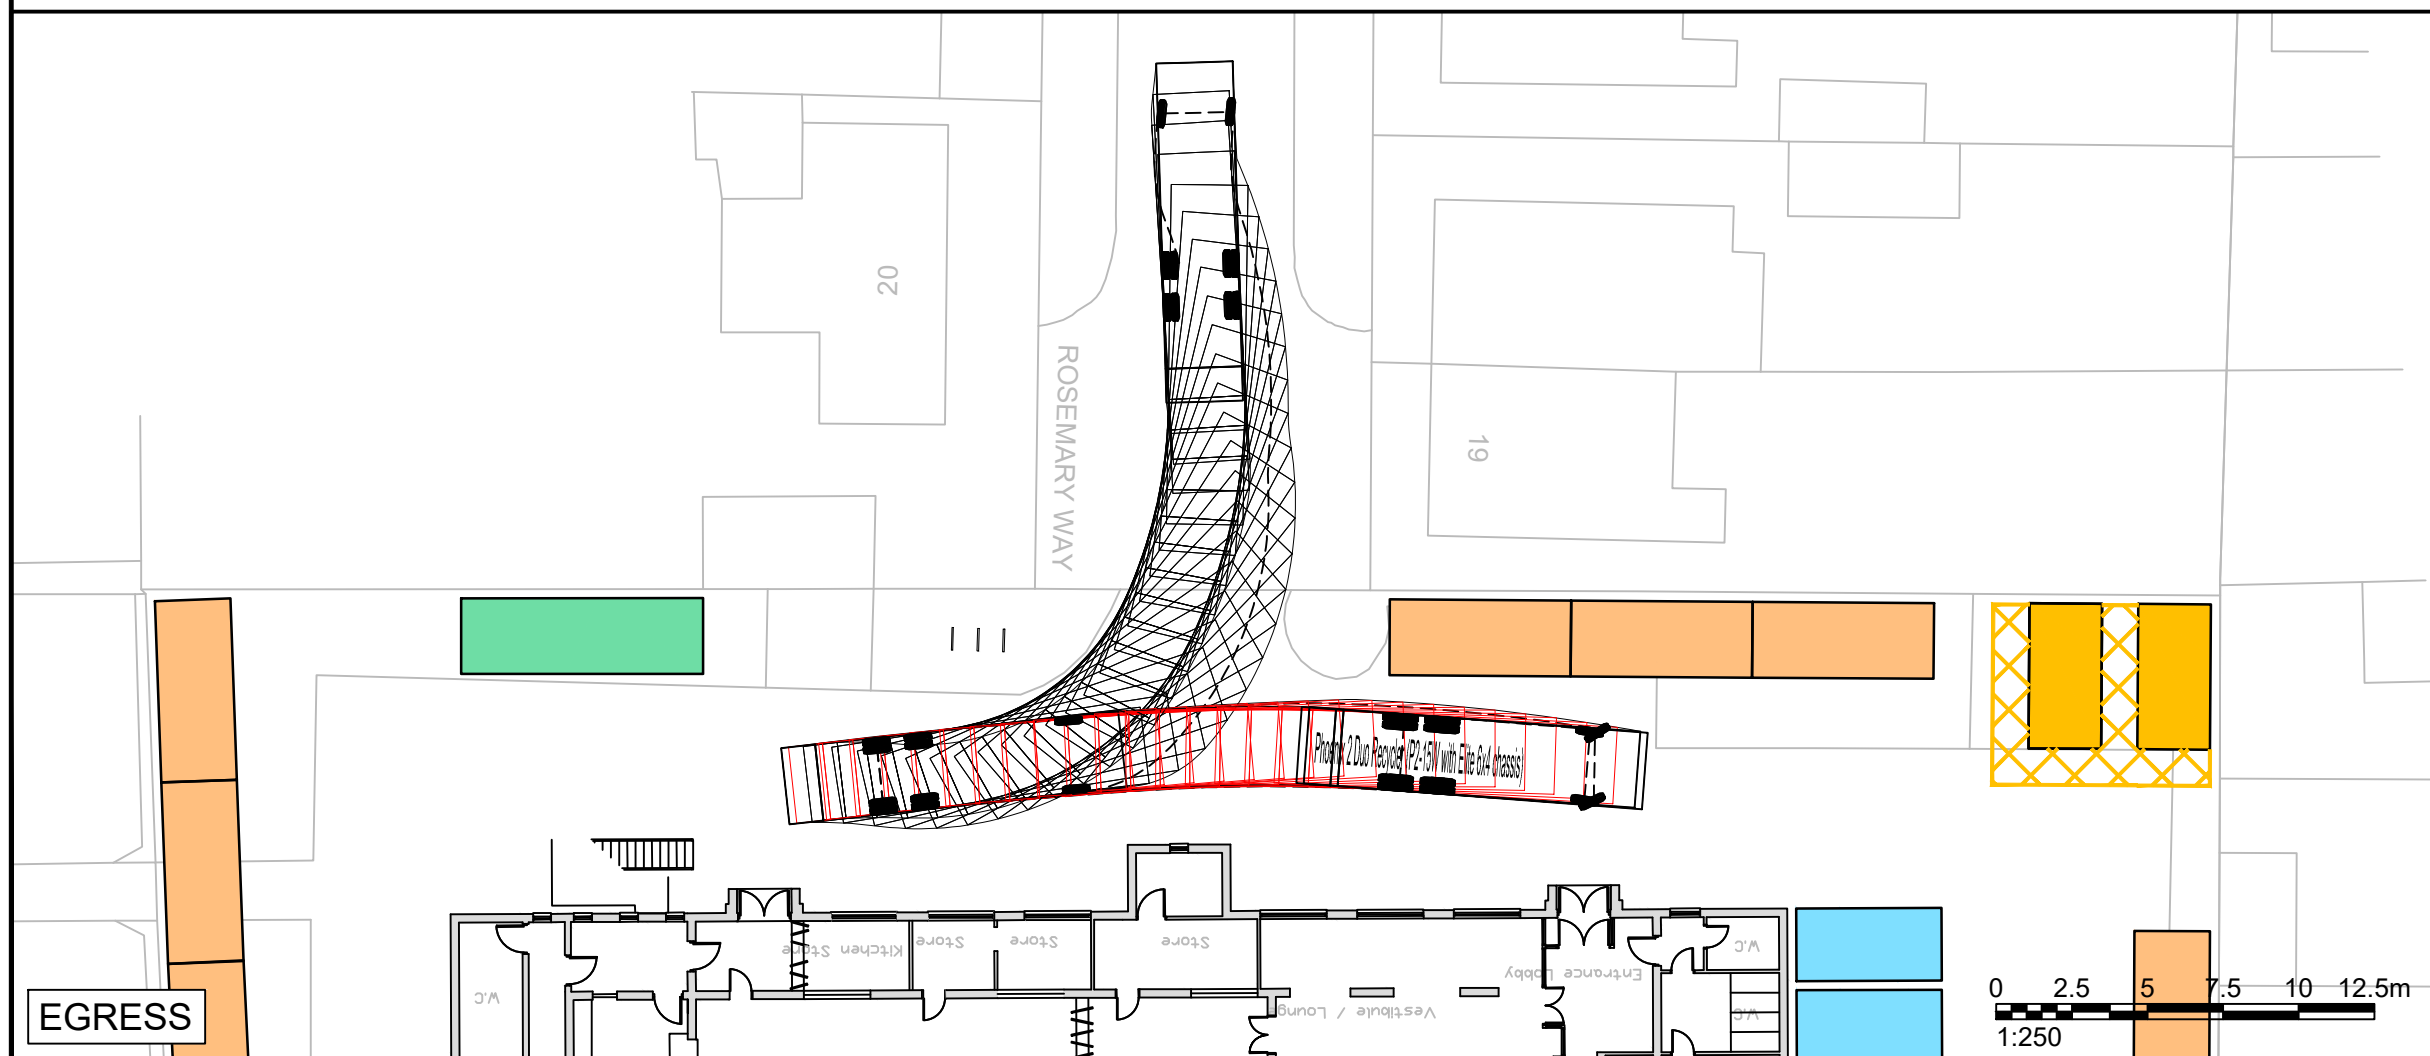 20
ROSEMARY WAY
19
Phoenix 2 Duo Recycler (P2-15W with Elite 6x4 chassis)
Kitchen Store
Store
Store
Store
W.C
W.C
Entrance Lobby
Vestibule / Lounge
W.C
EGRESS
0 2.5 5 7.5 10 12.5m
1:250